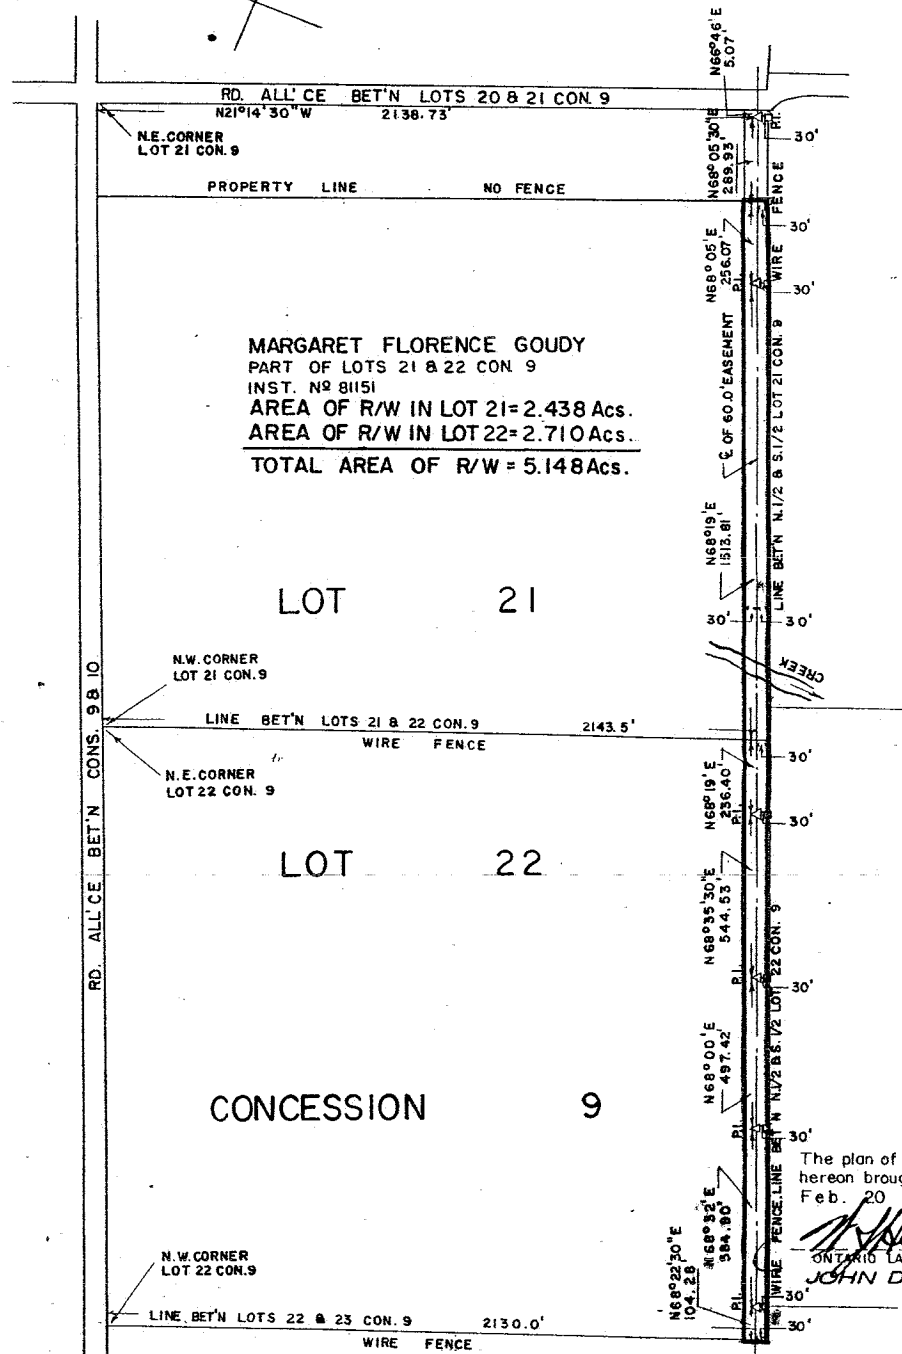 N66°46'E
5.07'
RD. ALL'CE BET'N LOTS 20 & 21 CON. 9
N21°14'30"W 2138.73'
N.E. CORNER
LOT 21 CON. 9
P.I.
30'
N68°05'30"E
289.93'
PROPERTY LINE NO FENCE
WIRE FENCE
30'
N68°05'E
256.07'
P.I.
30'
MARGARET FLORENCE GOUDY
PART OF LOTS 21 & 22 CON. 9
INST. Nº 81151
AREA OF R/W IN LOT 21 = 2.438 Acs.
AREA OF R/W IN LOT 22 = 2.710 Acs.
TOTAL AREA OF R/W = 5.148 Acs.
℄ OF 60.0' EASEMENT
LINE BET'N N.1/2 & S.1/2 LOT 21 CON. 9
N68°19'E
1513.81'
LOT 21
30'
30'
CREEK
N.W. CORNER
LOT 21 CON. 9
RD. ALL'CE BET'N CONS. 9 & 10
LINE BET'N LOTS 21 & 22 CON. 9 2143.5'
WIRE FENCE
30'
N.E. CORNER
LOT 22 CON. 9
N68°19'E
236.40'
P.I.
30'
LOT 22
N68°35'30"E
544.53'
P.I.
30'
WIRE FENCE, LINE BET'N N.1/2 & S.1/2 LOT 22 CON. 9
N68°00'E
497.42'
CONCESSION 9
P.I.
30'
The plan of
hereon broug
Feb. 20
ONTARIO LA
JOHN D
N68°32'E
584.90'
N68°22'30"E
104.28'
N.W. CORNER
LOT 22 CON. 9
P.I.
30'
LINE BET'N LOTS 22 & 23 CON. 9 2130.0'
30'
WIRE FENCE